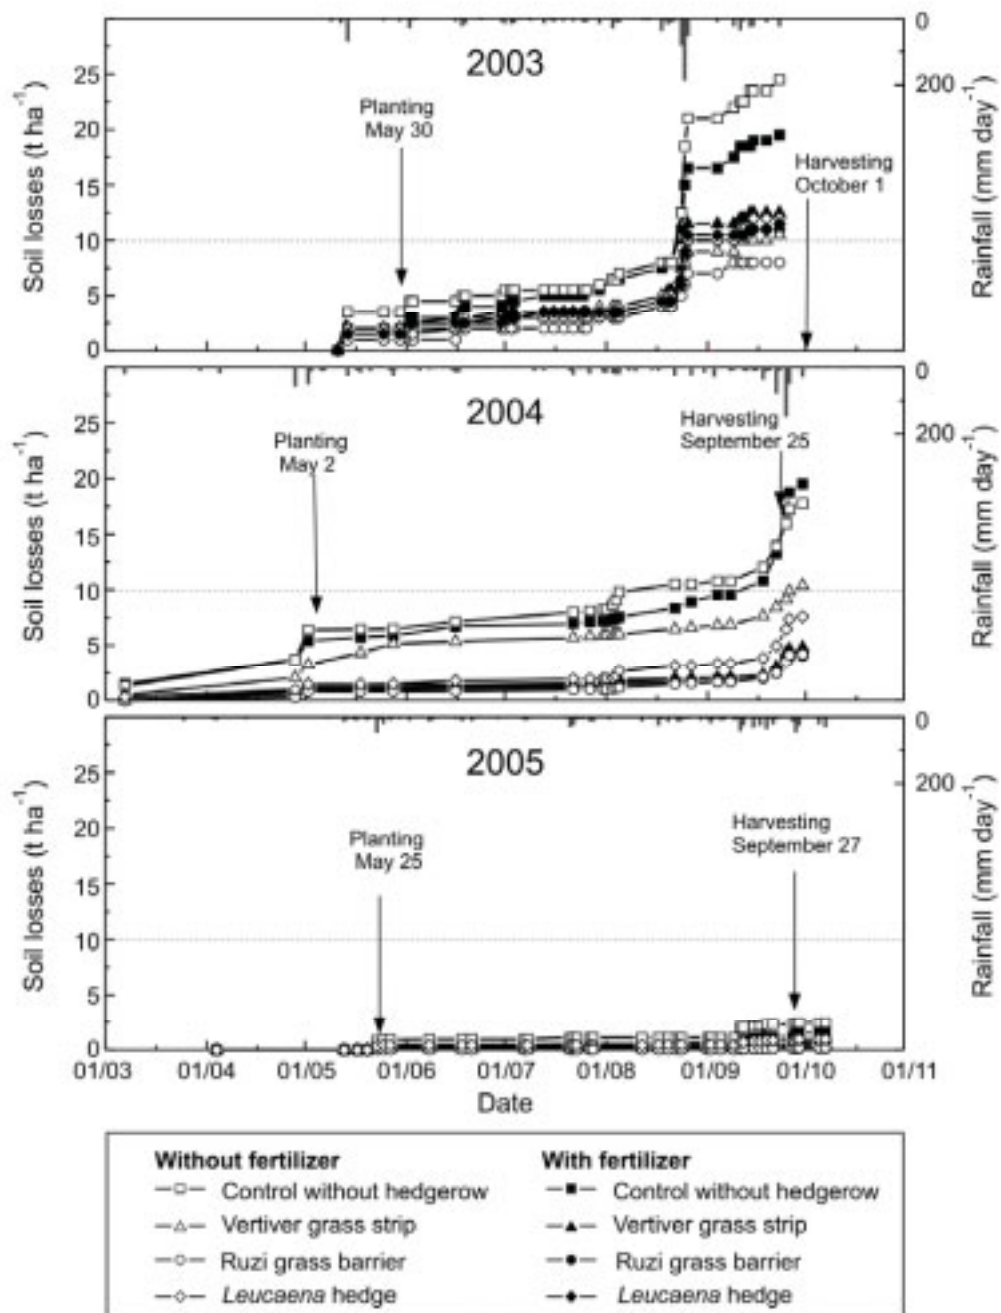 2003
Soil losses (t ha⁻¹)
25
20
15
10
5
0
Rainfall (mm day⁻¹)
0
200
Planting
May 30
Harvesting
October 1
2004
Soil losses (t ha⁻¹)
25
20
15
10
5
0
Rainfall (mm day⁻¹)
0
200
Planting
May 2
Harvesting
September 25
2005
Soil losses (t ha⁻¹)
25
20
15
10
5
0
Rainfall (mm day⁻¹)
0
200
Planting
May 25
Harvesting
September 27
01/03 01/04 01/05 01/06 01/07 01/08 01/09 01/10 01/11
Date
Without fertilizer
Control without hedgerow
Vertiver grass strip
Ruzi grass barrier
Leucaena hedge
With fertilizer
Control without hedgerow
Vertiver grass strip
Ruzi grass barrier
Leucaena hedge